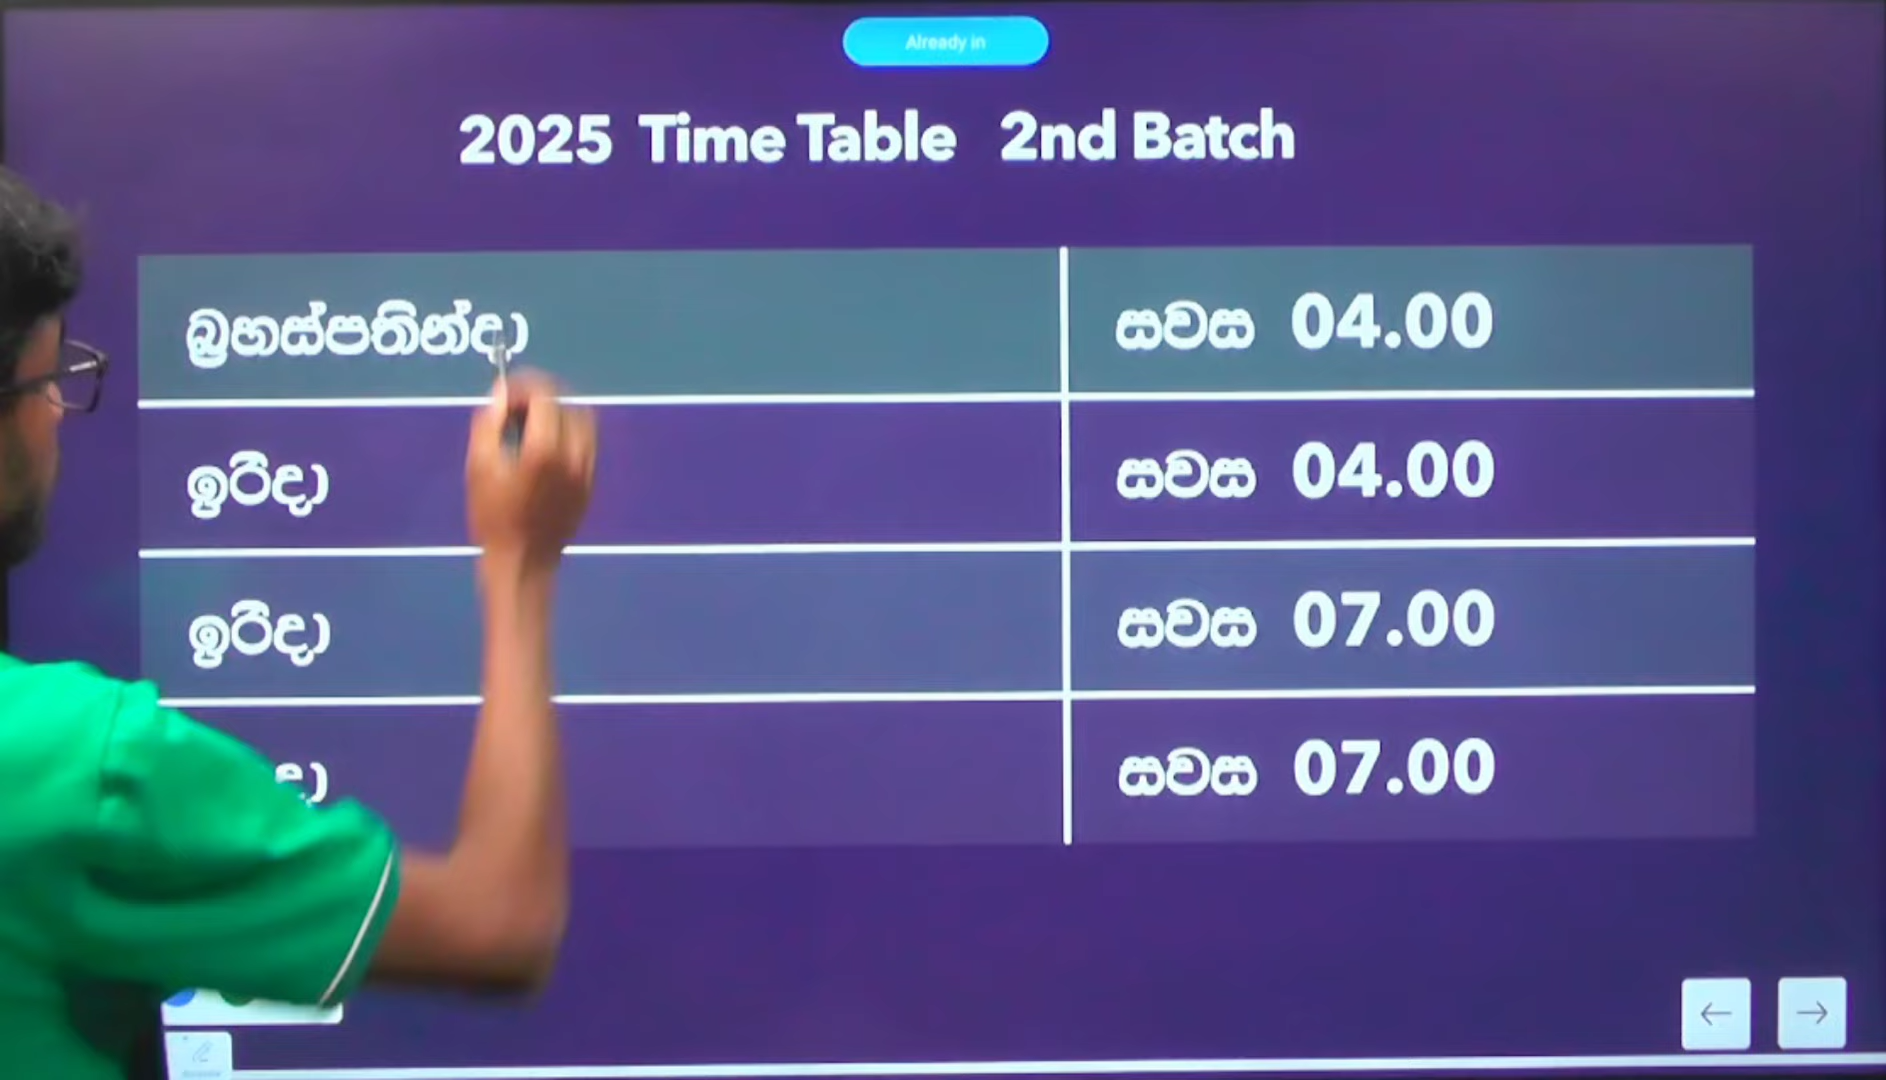 Already in
2025 Time Table 2nd Batch
බ්‍රහස්පතින්දා සවස 04.00
ඉරිදා සවස 04.00
ඉරිදා සවස 07.00
සවස 07.00